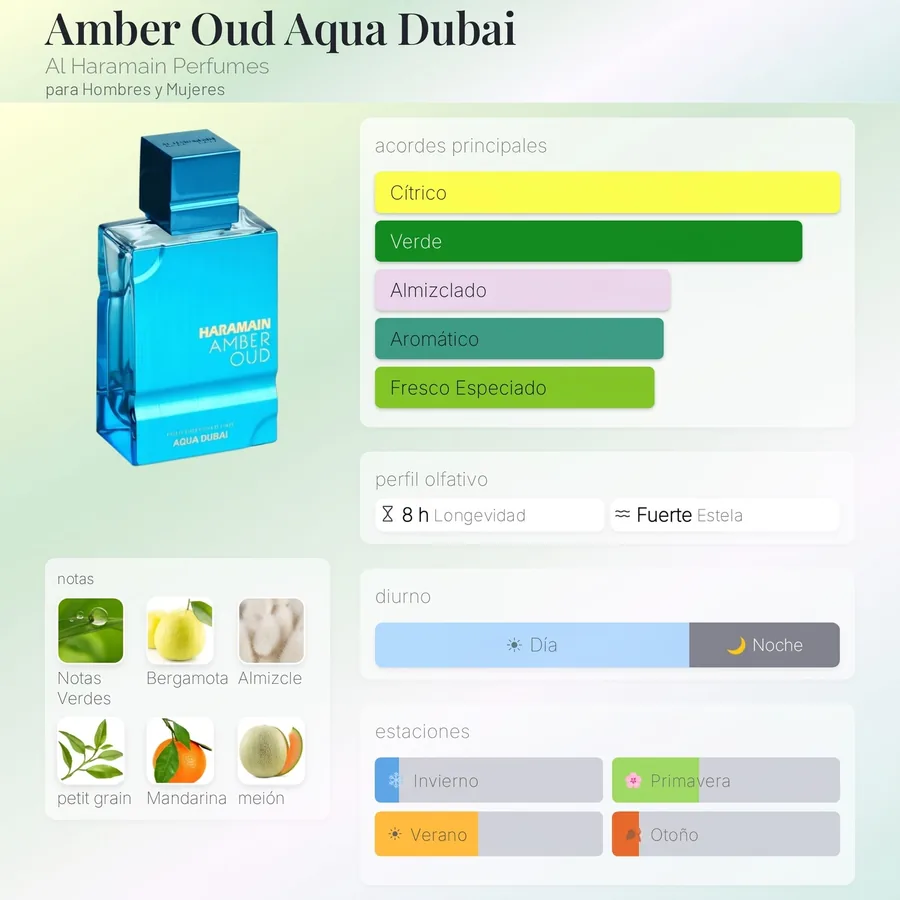 Amber Oud Aqua Dubai
Al Haramain Perfumes
para Hombres y Mujeres
HARAMAIN
AMBER
OUD
AQUA DUBAI
acordes principales
Cítrico
Verde
Almizclado
Aromático
Fresco Especiado
perfil olfativo
8 h Longevidad
Fuerte Estela
diurno
Día
Noche
notas
Notas Verdes
Bergamota
Almizcle
petit grain
Mandarina
meión
estaciones
Invierno
Primavera
Verano
Otoño